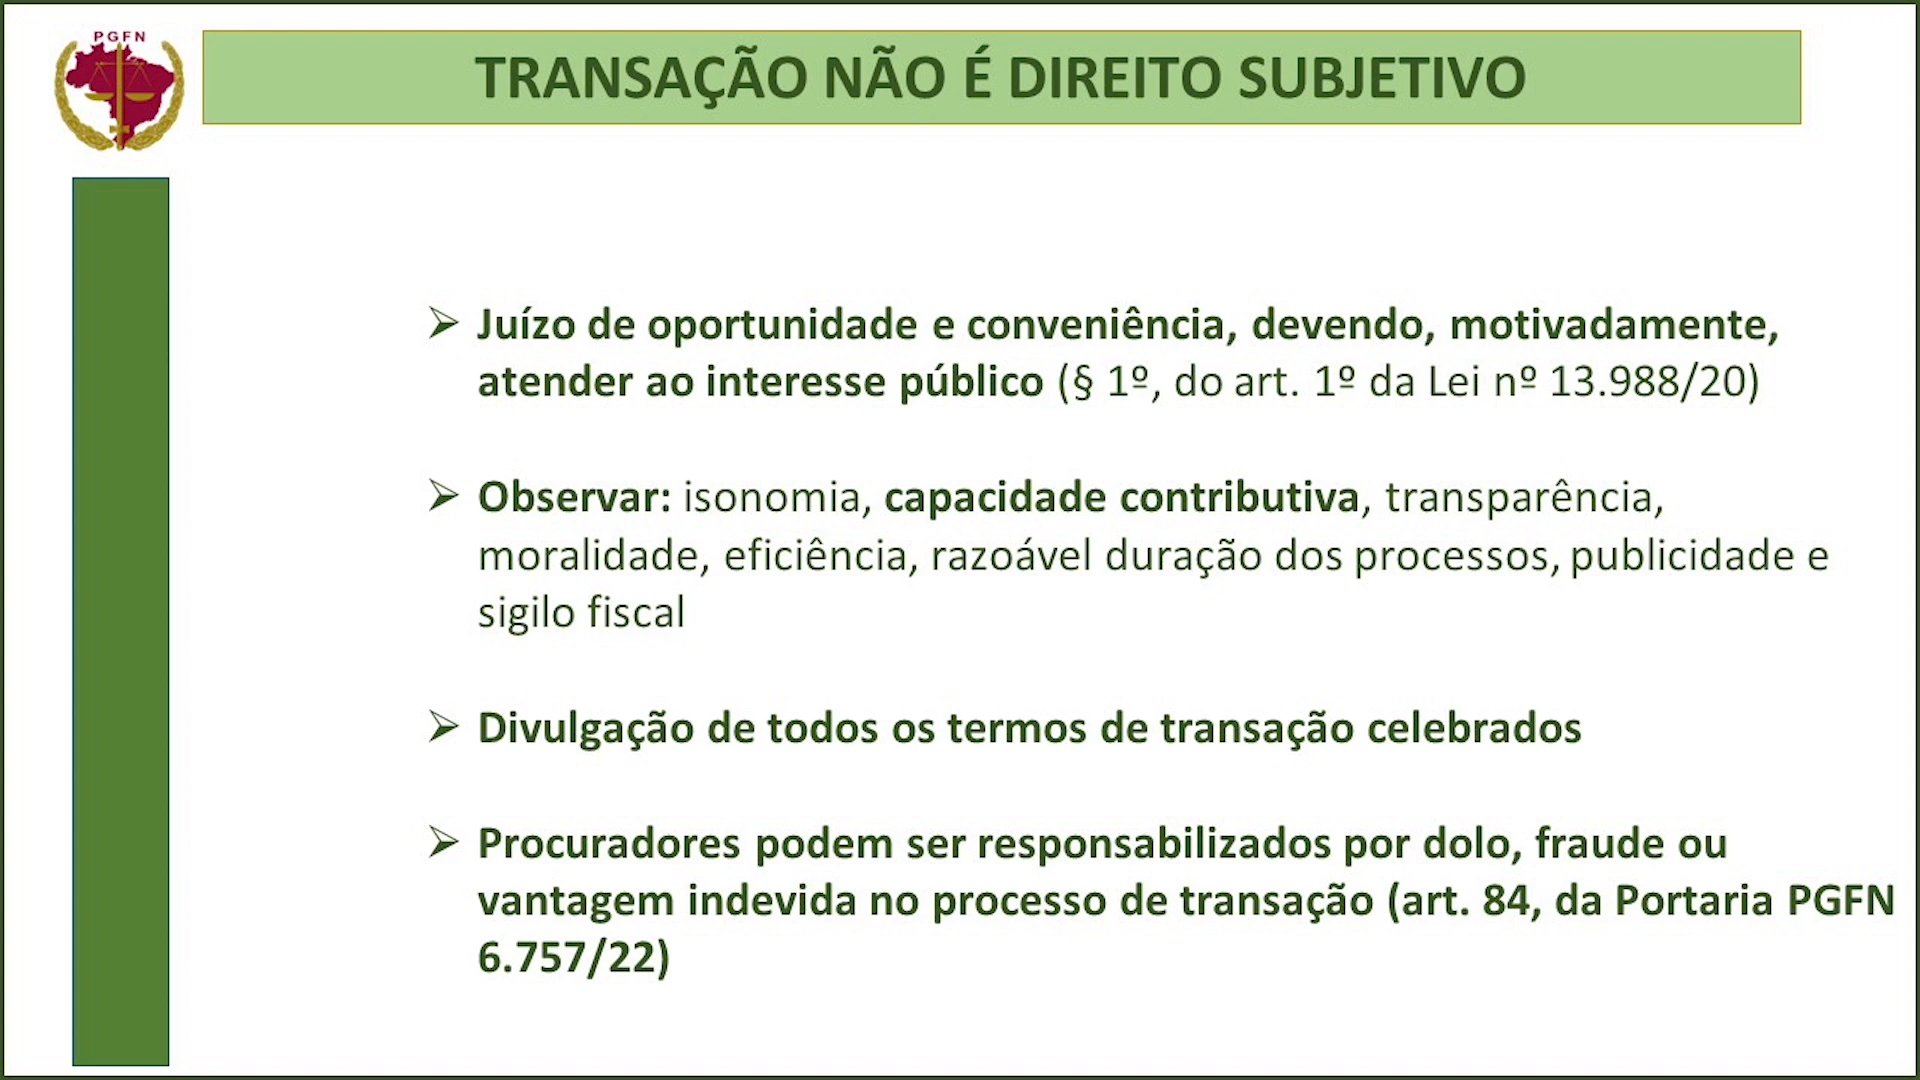 PGFN
TRANSAÇÃO NÃO É DIREITO SUBJETIVO
➢ Juízo de oportunidade e conveniência, devendo, motivadamente,
atender ao interesse público (§ 1º, do art. 1º da Lei nº 13.988/20)
➢ Observar: isonomia, capacidade contributiva, transparência,
moralidade, eficiência, razoável duração dos processos, publicidade e
sigilo fiscal
➢ Divulgação de todos os termos de transação celebrados
➢ Procuradores podem ser responsabilizados por dolo, fraude ou
vantagem indevida no processo de transação (art. 84, da Portaria PGFN
6.757/22)